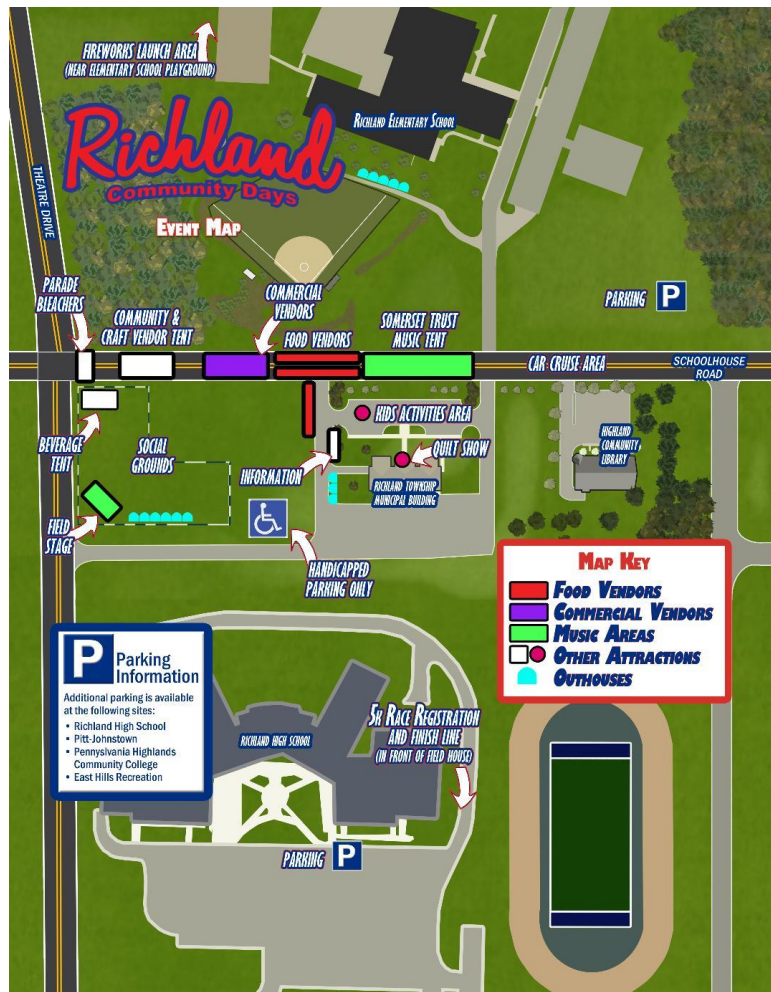 FIREWORKS LAUNCH AREA
(NEAR ELEMENTARY SCHOOL PLAYGROUND)
RICHLAND ELEMENTARY SCHOOL
Richland
Community Days
EVENT MAP
THEATRE DRIVE
PARADE
BLEACHERS
COMMUNITY &
CRAFT VENDOR TENT
COMMERCIAL
VENDORS
FOOD VENDORS
SOMERSET TRUST
MUSIC TENT
PARKING P
CAR CRUISE AREA
SCHOOLHOUSE
ROAD
BEVERAGE
TENT
SOCIAL
GROUNDS
FIELD
STAGE
INFORMATION
KIDS ACTIVITIES AREA
QUILT SHOW
RICHLAND TOWNSHIP
MUNICIPAL BUILDING
HIGHLAND
COMMUNITY
LIBRARY
HANDICAPPED
PARKING ONLY
MAP KEY
FOOD VENDORS
COMMERCIAL VENDORS
MUSIC AREAS
OTHER ATTRACTIONS
OUTHOUSES
P Parking
Information
Additional parking is available
at the following sites:
• Richland High School
• Pitt-Johnstown
• Pennyslvania Highlands
Community College
• East Hills Recreation
RICHLAND HIGH SCHOOL
5K RACE REGISTRATION
AND FINISH LINE
(IN FRONT OF FIELD HOUSE)
PARKING P